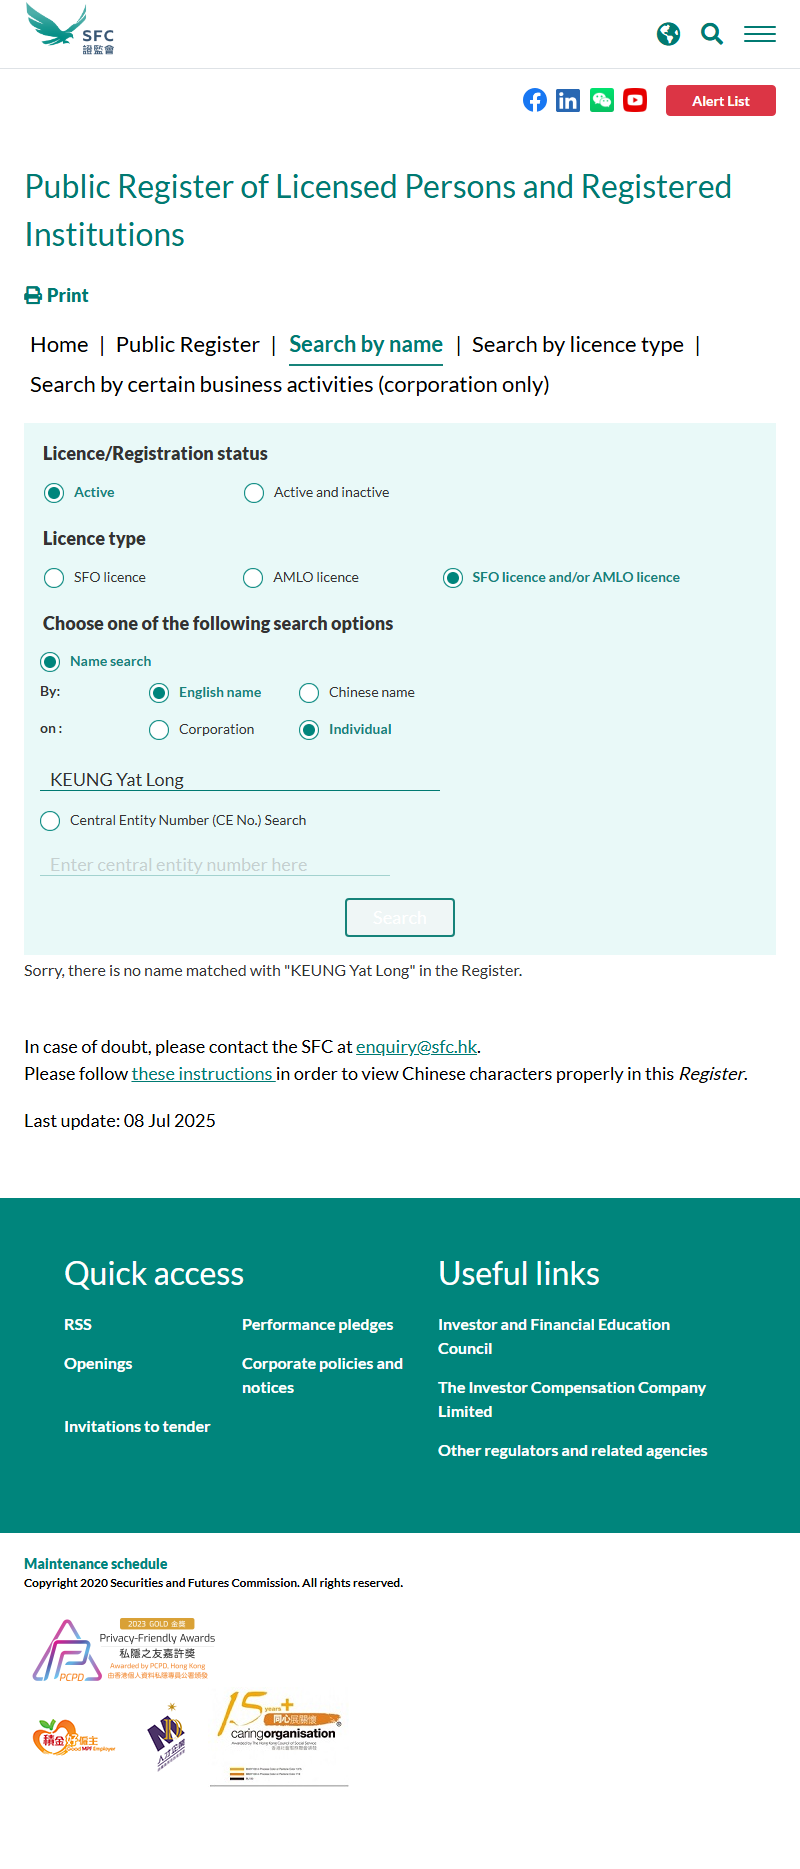 SFC
證監會
Alert List
Public Register of Licensed Persons and Registered
Institutions
Print
Home | Public Register | Search by name | Search by licence type |
Search by certain business activities (corporation only)
Licence/Registration status
Active Active and inactive
Licence type
SFO licence AMLO licence SFO licence and/or AMLO licence
Choose one of the following search options
Name search
By: English name Chinese name
on : Corporation Individual
KEUNG Yat Long
Central Entity Number (CE No.) Search
Enter central entity number here
Search
Sorry, there is no name matched with "KEUNG Yat Long" in the Register.
In case of doubt, please contact the SFC at enquiry@sfc.hk.
Please follow these instructions in order to view Chinese characters properly in this Register.
Last update: 08 Jul 2025
Quick access
RSS Performance pledges
Openings Corporate policies and
notices
Invitations to tender
Useful links
Investor and Financial Education
Council
The Investor Compensation Company
Limited
Other regulators and related agencies
Maintenance schedule
Copyright 2020 Securities and Futures Commission. All rights reserved.
2023 GOLD 金獎
Privacy-Friendly Awards
私隱之友嘉許獎
Awarded by PCPD, Hong Kong
由香港個人資料私隱專員公署頒發
PCPD
積金好僱主
Good MPF Employer
人才企業
15 years+
同心展關懷
caringorganisation
Awarded by The Hong Kong Council of Social Service
香港社會服務聯會頒發